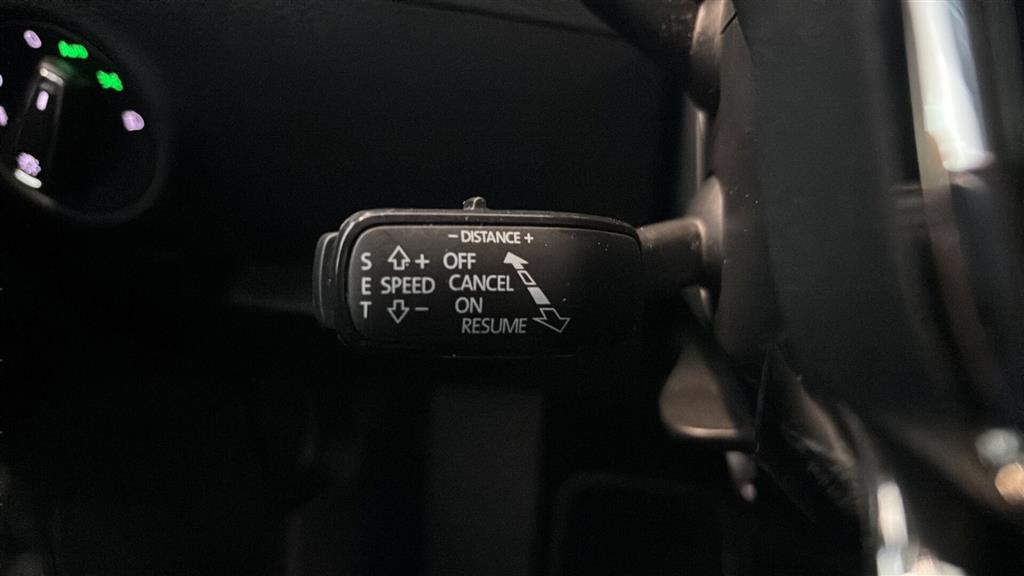 − DISTANCE +
S ⇧ + OFF
E SPEED CANCEL
T ⇩ − ON
RESUME